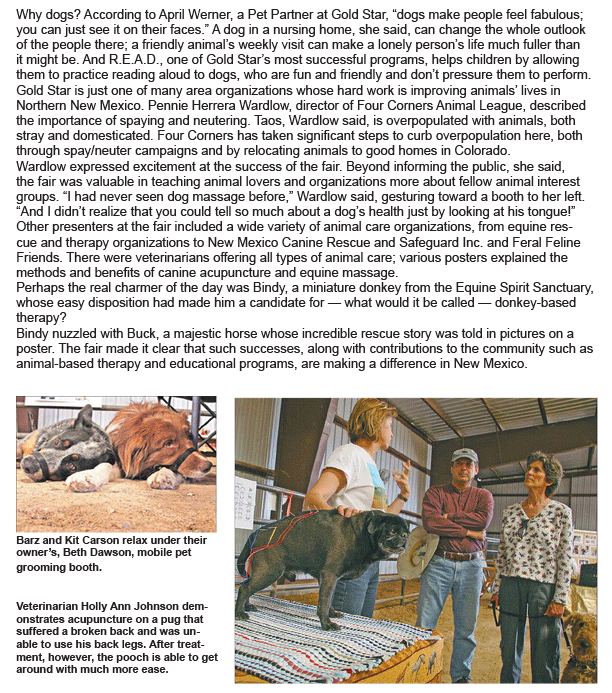 Why dogs? According to April Werner, a Pet Partner at Gold Star, “dogs make people feel fabulous;
you can just see it on their faces.” A dog in a nursing home, she said, can change the whole outlook
of the people there; a friendly animal’s weekly visit can make a lonely person’s life much fuller than
it might be. And R.E.A.D., one of Gold Star’s most successful programs, helps children by allowing
them to practice reading aloud to dogs, who are fun and friendly and don’t pressure them to perform.
Gold Star is just one of many area organizations whose hard work is improving animals’ lives in
Northern New Mexico. Pennie Herrera Wardlow, director of Four Corners Animal League, described
the importance of spaying and neutering. Taos, Wardlow said, is overpopulated with animals, both
stray and domesticated. Four Corners has taken significant steps to curb overpopulation here, both
through spay/neuter campaigns and by relocating animals to good homes in Colorado.
Wardlow expressed excitement at the success of the fair. Beyond informing the public, she said,
the fair was valuable in teaching animal lovers and organizations more about fellow animal interest
groups. “I had never seen dog massage before,” Wardlow said, gesturing toward a booth to her left.
“And I didn’t realize that you could tell so much about a dog’s health just by looking at his tongue!”
Other presenters at the fair included a wide variety of animal care organizations, from equine res-
cue and therapy organizations to New Mexico Canine Rescue and Safeguard Inc. and Feral Feline
Friends. There were veterinarians offering all types of animal care; various posters explained the
methods and benefits of canine acupuncture and equine massage.
Perhaps the real charmer of the day was Bindy, a miniature donkey from the Equine Spirit Sanctuary,
whose easy disposition had made him a candidate for — what would it be called — donkey-based
therapy?
Bindy nuzzled with Buck, a majestic horse whose incredible rescue story was told in pictures on a
poster. The fair made it clear that such successes, along with contributions to the community such as
animal-based therapy and educational programs, are making a difference in New Mexico.
Barz and Kit Carson relax under their
owner’s, Beth Dawson, mobile pet
grooming booth.
Veterinarian Holly Ann Johnson dem-
onstrates acupuncture on a pug that
suffered a broken back and was un-
able to use his back legs. After treat-
ment, however, the pooch is able to get
around with much more ease.